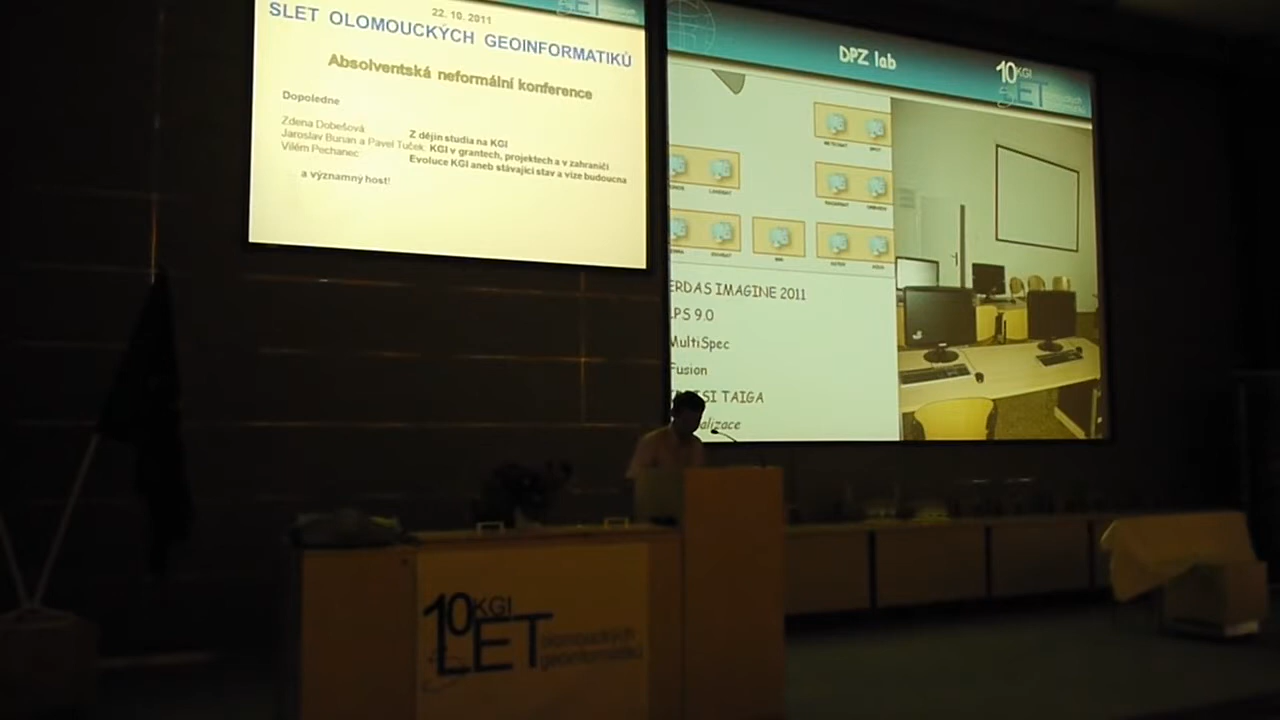 22. 10. 2011
SLET OLOMOUCKÝCH GEOINFORMATIKŮ
Absolventská neformální konference
Dopoledne
Zdena Dobešová Z dějin studia na KGI
Jaroslav Burian a Pavel Tuček KGI v grantech, projektech a v zahraničí
Vilém Pechanec Evoluce KGI aneb stávající stav a vize budoucna
a významný host!
DPZ lab
10 KGI
LET
LANDSAT
ERDAS IMAGINE 2011
LPS 9.0
MultiSpec
Fusion
TAIGA
10 KGI
LET olomouckých
geoinformatiků